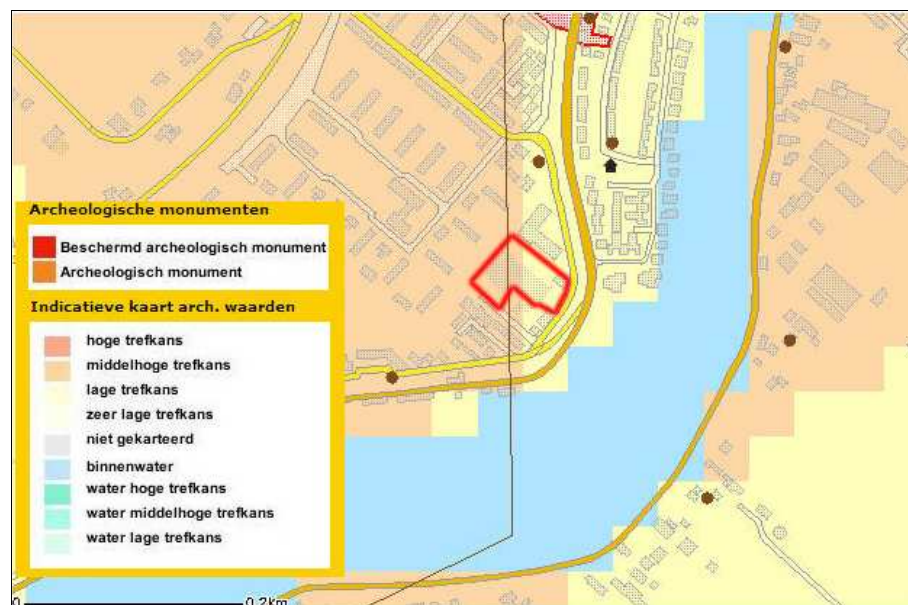 Archeologische monumenten
Beschermd archeologisch monument
Archeologisch monument
Indicatieve kaart arch. waarden
hoge trefkans
middelhoge trefkans
lage trefkans
zeer lage trefkans
niet gekarteerd
binnenwater
water hoge trefkans
water middelhoge trefkans
water lage trefkans
0 0.2km